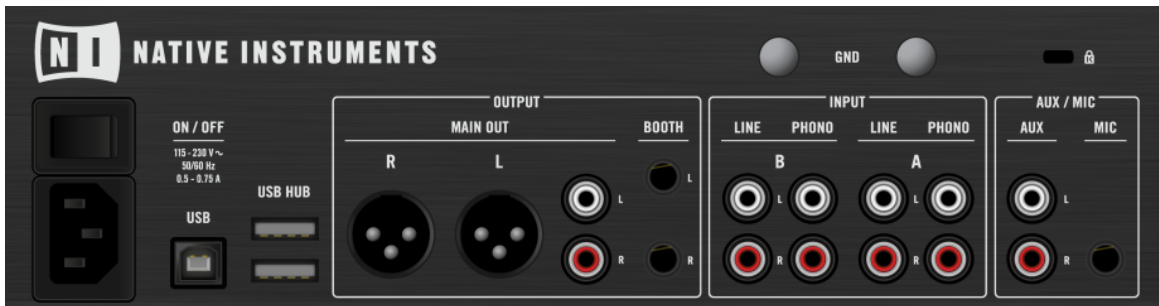 NI NATIVE INSTRUMENTS
GND
OUTPUT
INPUT
AUX / MIC
ON / OFF
MAIN OUT
BOOTH
LINE
PHONO
LINE
PHONO
AUX
MIC
115 - 230 V ~
50/60 Hz
0.5 - 0.75 A
R
L
B
A
USB HUB
USB
L
L
L
L
L
R
R
R
R
R